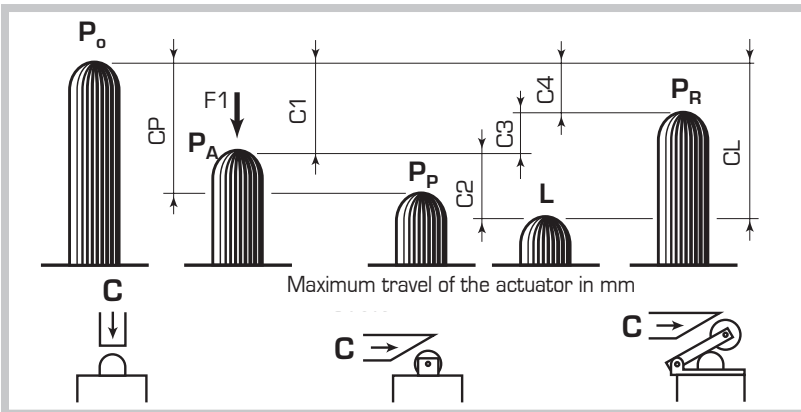 Po
F1
PA
CP
C1
PP
C2
C3
C4
L
PR
CL
Maximum travel of the actuator in mm
C
C
C